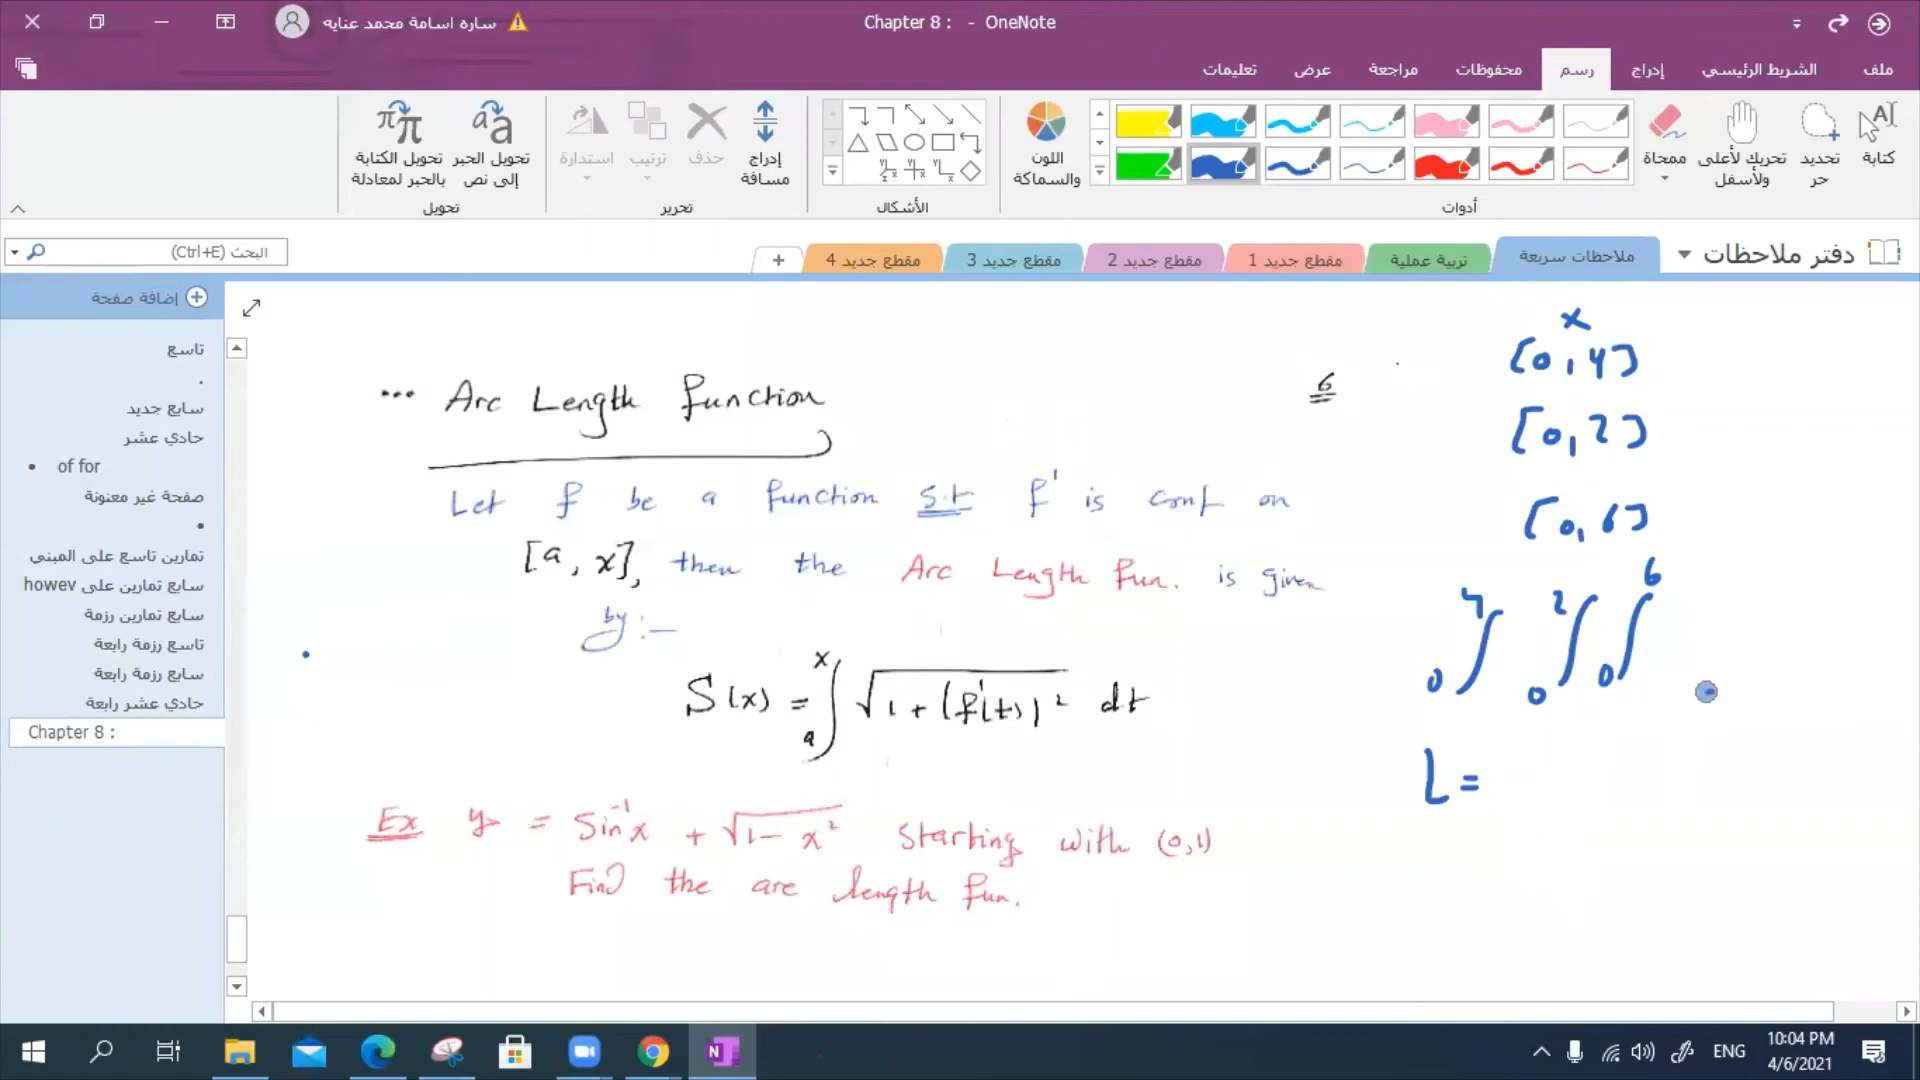 ساره اسامة محمد عنايه
Chapter 8 : - OneNote
ملف
الشريط الرئيسي
إدراج
رسم
محفوظات
مراجعة
عرض
تعليمات
كتابة
تحديد حر
تحريك لأعلى ولأسفل
ممحاة
أدوات
اللون والسماكة
الأشكال
إدراج مسافة
حذف
ترتيب
استدارة
تحرير
تحويل الحبر إلى نص
تحويل الكتابة بالحبر لمعادلة
تحويل
دفتر ملاحظات
ملاحظات سريعة
تربية عملية
مقطع جديد 1
مقطع جديد 2
مقطع جديد 3
مقطع جديد 4
+
البحث (Ctrl+E)
إضافة صفحة
تاسع
.
سابع جديد
حادي عشر
of for
صفحة غير معنونة
•
تمارين تاسع على المبني
سابع تمارين على howev
سابع تمارين رزمة
تاسع رزمة رابعة
سابع رزمة رابعة
حادي عشر رابعة
Chapter 8 :
... Arc Length function
6
Let f be a function s.t f' is conf on
[a, x], then the Arc Length fun. is given
by :-
S(x) = ∫ₐˣ √1 + (f'(t))² dt
Ex y = Sin⁻¹x + √1 - x² starting with (0,1)
Find the arc length fun.
x
[0, 4]
[0, 2]
[0, 6]
∫₀⁴ ∫₀² ∫₀⁶
L =
ENG
10:04 PM
4/6/2021